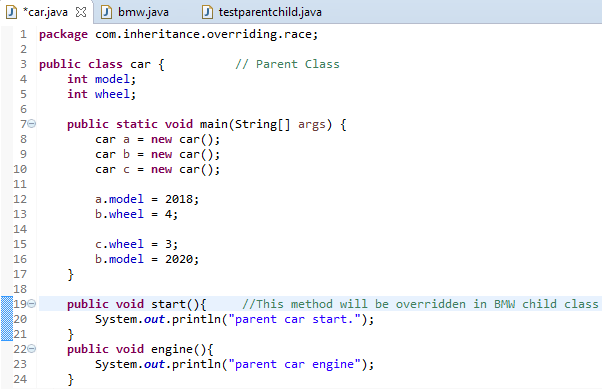 *car.java bmw.java testparentchild.java
1 package com.inheritance.overriding.race;
2
3 public class car { // Parent Class
4 int model;
5 int wheel;
6
7 public static void main(String[] args) {
8 car a = new car();
9 car b = new car();
10 car c = new car();
11
12 a.model = 2018;
13 b.wheel = 4;
14
15 c.wheel = 3;
16 b.model = 2020;
17 }
18
19 public void start(){ //This method will be overridden in BMW child class
20 System.out.println("parent car start.");
21 }
22 public void engine(){
23 System.out.println("parent car engine");
24 }